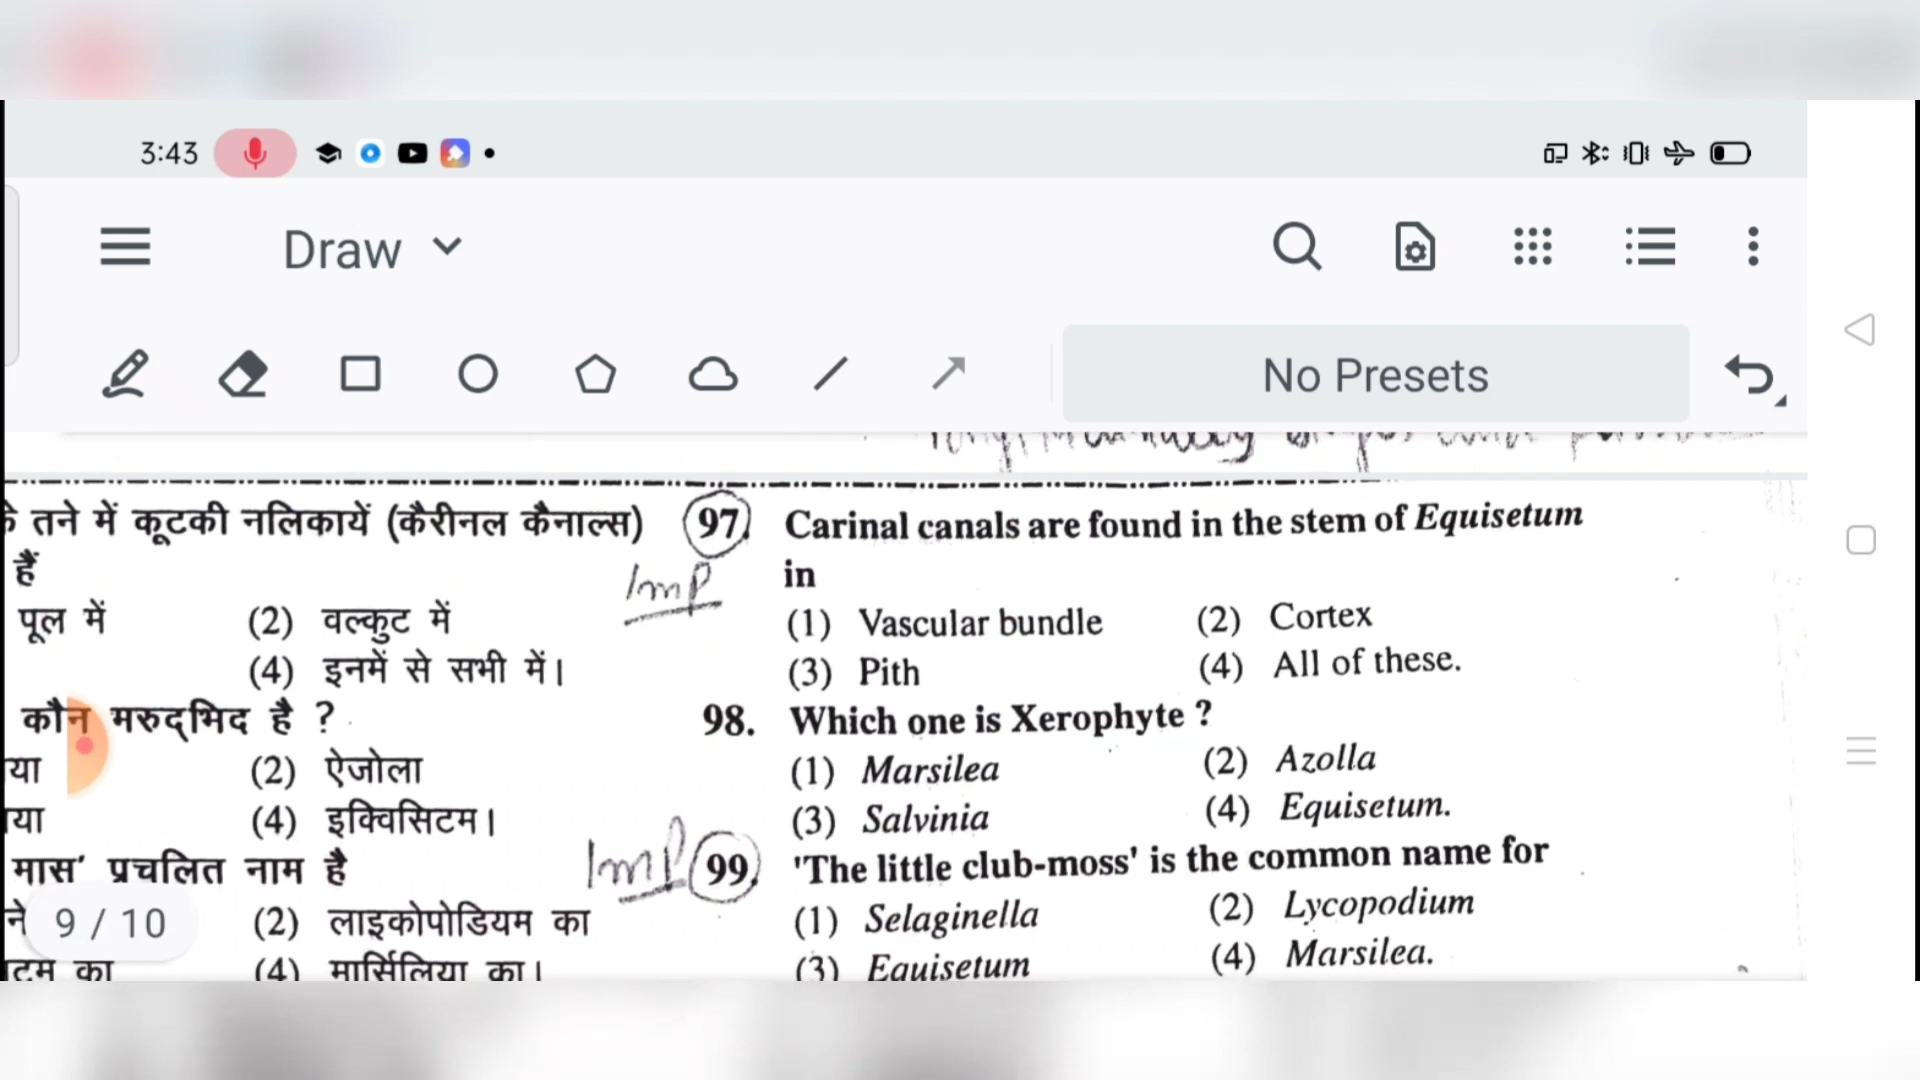 3:43
Draw
No Presets
के तने में कूटकी नलिकायें (कैरीनल कैनाल्स)
हैं
पूल में (2) वल्कुट में
(4) इनमें से सभी में।
कौन मरुद्भिद है ?
या (2) ऐजोला
या (4) इक्विसिटम।
मास' प्रचलित नाम है
ने (2) लाइकोपोडियम का
टम का (4) मार्सिलिया का।
9 / 10
97. Carinal canals are found in the stem of Equisetum
Imp in
(1) Vascular bundle (2) Cortex
(3) Pith (4) All of these.
98. Which one is Xerophyte ?
(1) Marsilea (2) Azolla
(3) Salvinia (4) Equisetum.
Imp 99. 'The little club-moss' is the common name for
(1) Selaginella (2) Lycopodium
(3) Equisetum (4) Marsilea.